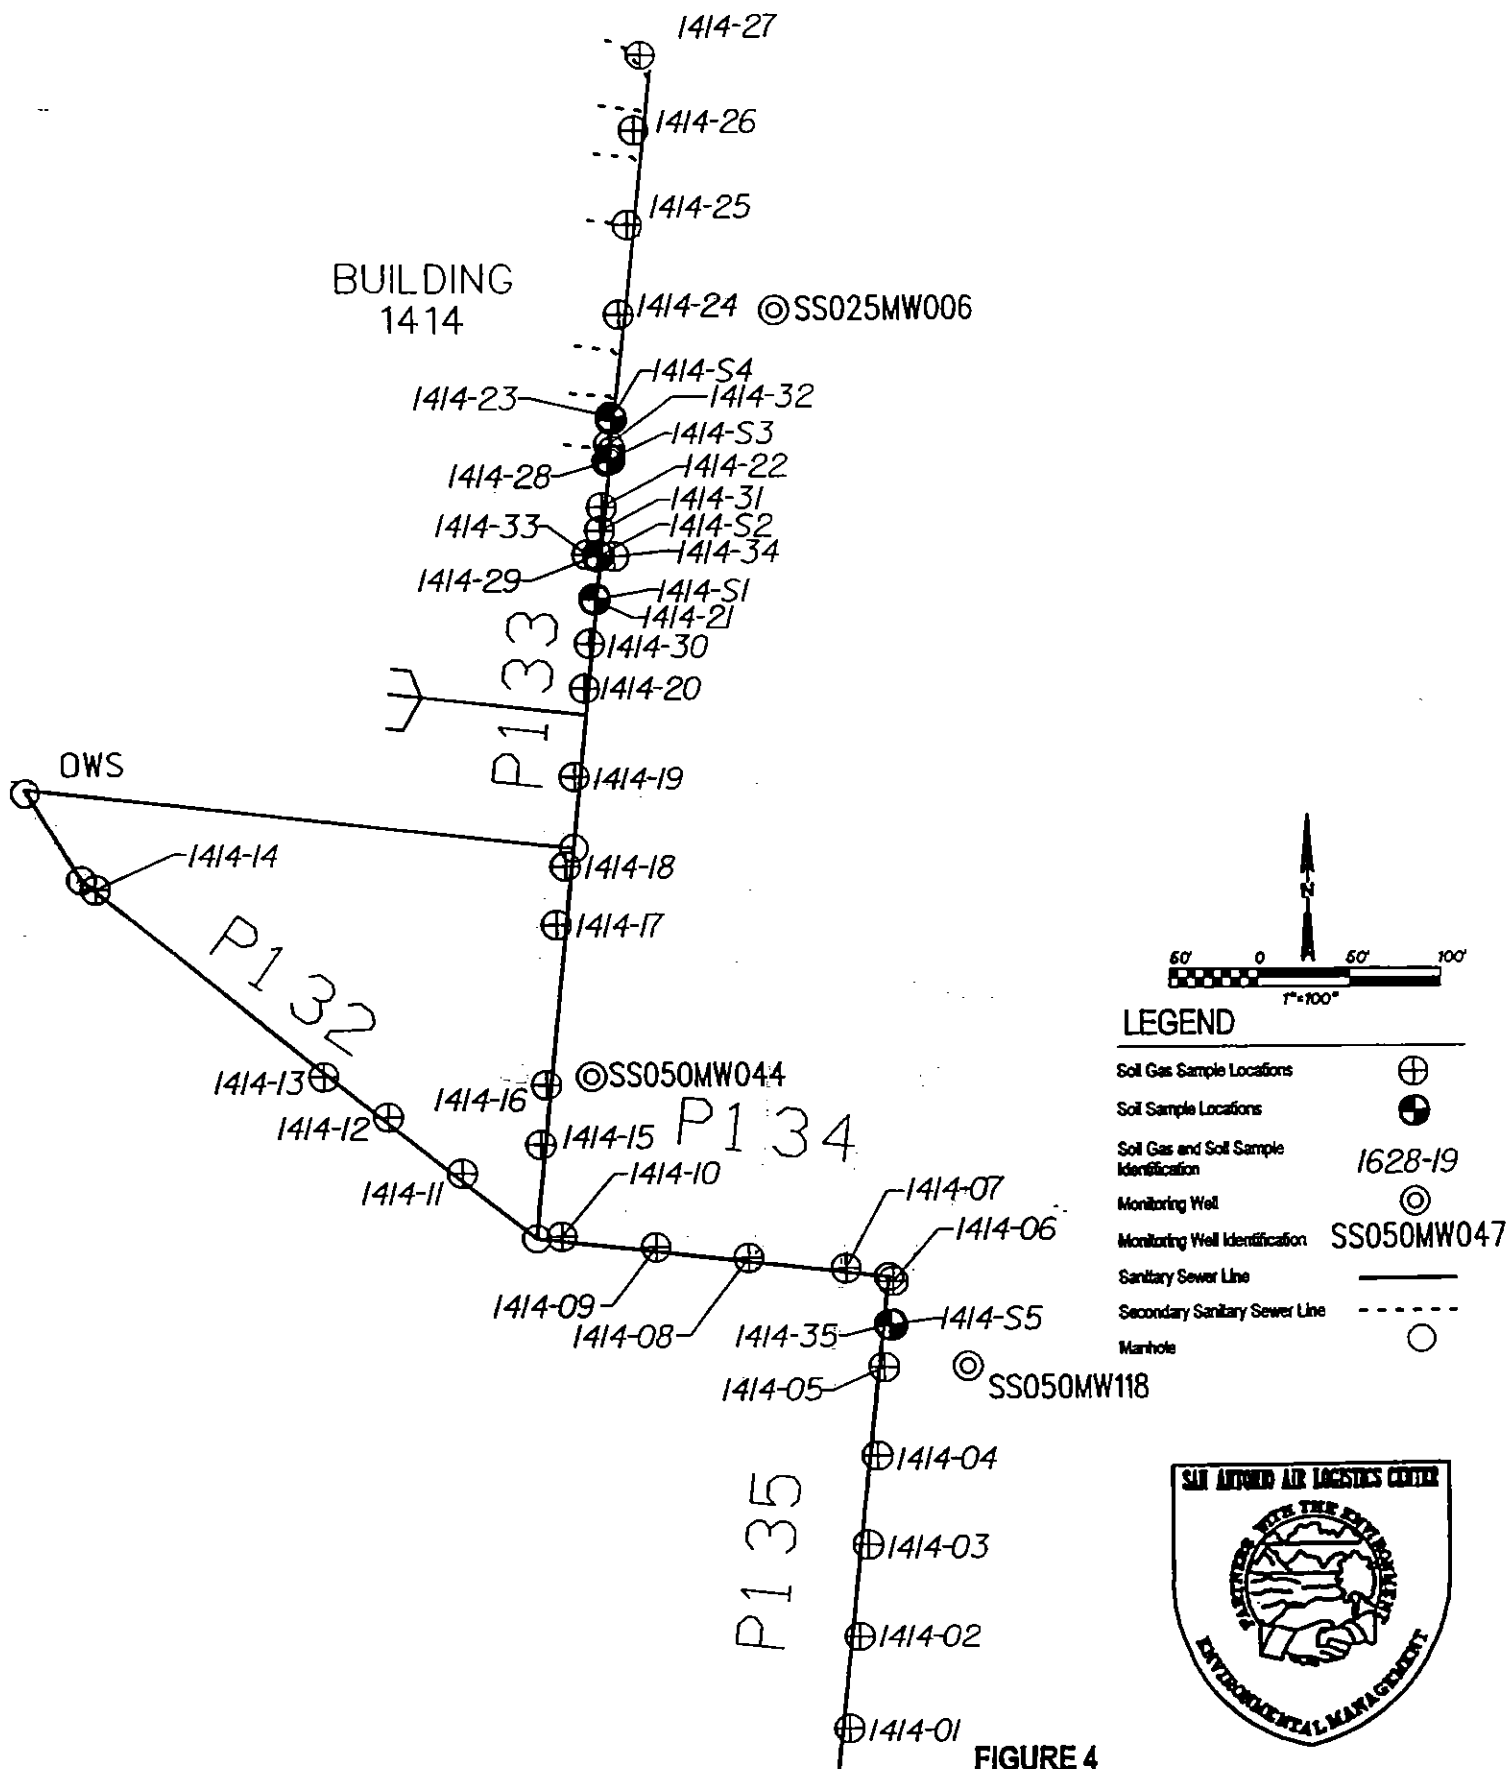 1414-27
1414-26
1414-25
BUILDING
1414
1414-24
SS025MW006
1414-S4
1414-23
1414-32
1414-S3
1414-28
1414-22
1414-31
1414-33
1414-S2
1414-34
1414-29
1414-S1
1414-21
P133
1414-30
1414-20
OWS
1414-19
1414-14
1414-18
P132
1414-17
N
50' 0 50' 100'
1"=100"
LEGEND
Soil Gas Sample Locations
Soil Sample Locations
Soil Gas and Soil Sample
Identification
1628-19
Monitoring Well
Monitoring Well Identification
SS050MW047
Sanitary Sewer Line
Secondary Sanitary Sewer Line
Manhole
1414-13
1414-16
SS050MW044
P134
1414-12
1414-15
1414-10
1414-11
1414-07
1414-06
1414-09
1414-08
1414-35
1414-S5
1414-05
SS050MW118
1414-04
P135
1414-03
1414-02
1414-01
SAN ANTONIO AIR LOGISTICS CENTER
PARTNERS WITH THE ENVIRONMENT
ENVIRONMENTAL MANAGEMENT
FIGURE 4